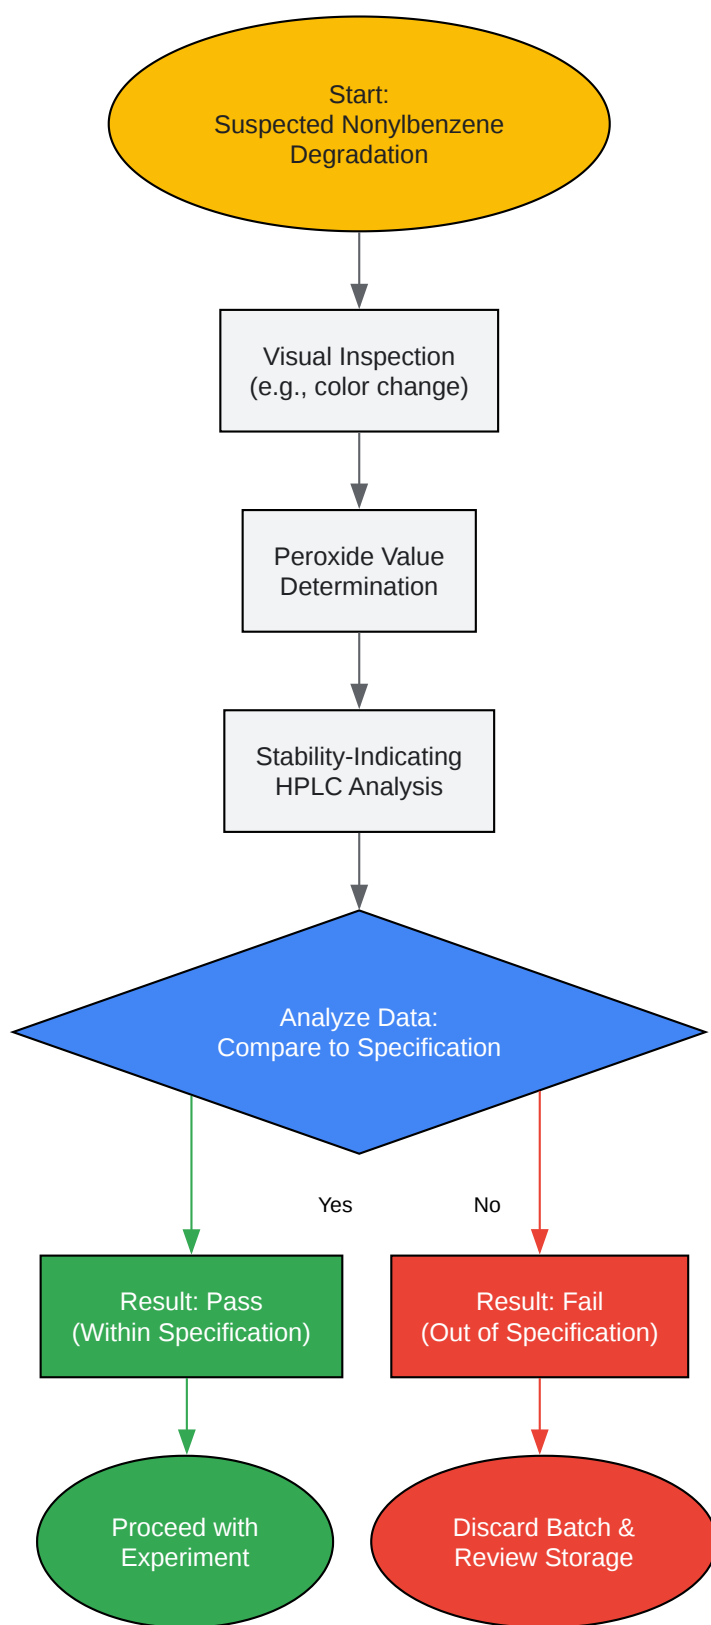 Start:
Suspected Nonylbenzene
Degradation
Visual Inspection
(e.g., color change)
Peroxide Value
Determination
Stability-Indicating
HPLC Analysis
Analyze Data:
Compare to Specification
Yes
No
Result: Pass
(Within Specification)
Result: Fail
(Out of Specification)
Proceed with
Experiment
Discard Batch &
Review Storage